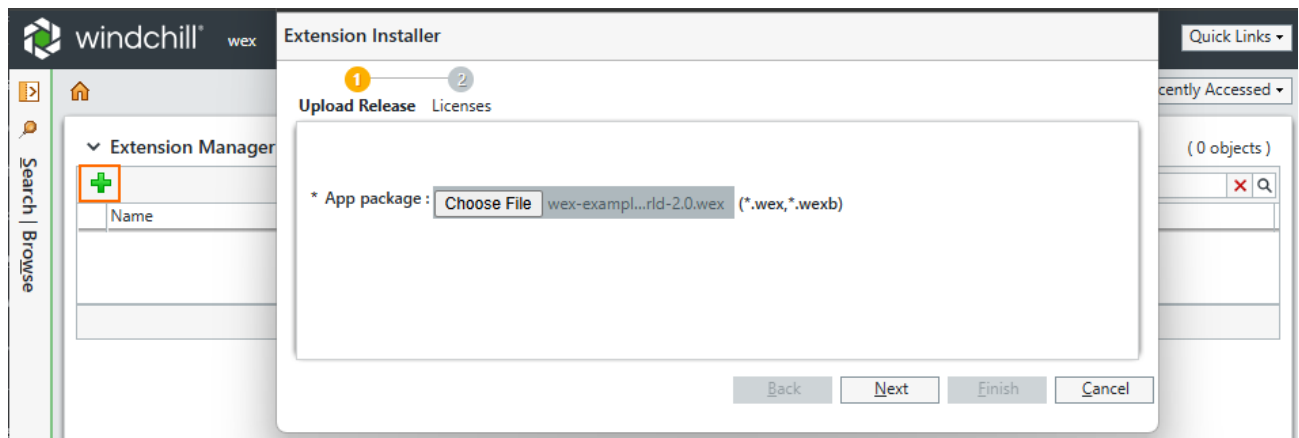 windchill® wex
Extension Installer
Quick Links
1 2
Upload Release Licenses
cently Accessed
Extension Manager
( 0 objects )
Search | Browse
* App package : Choose File wex-exampl...rld-2.0.wex (*.wex,*.wexb)
Name
Back Next Finish Cancel